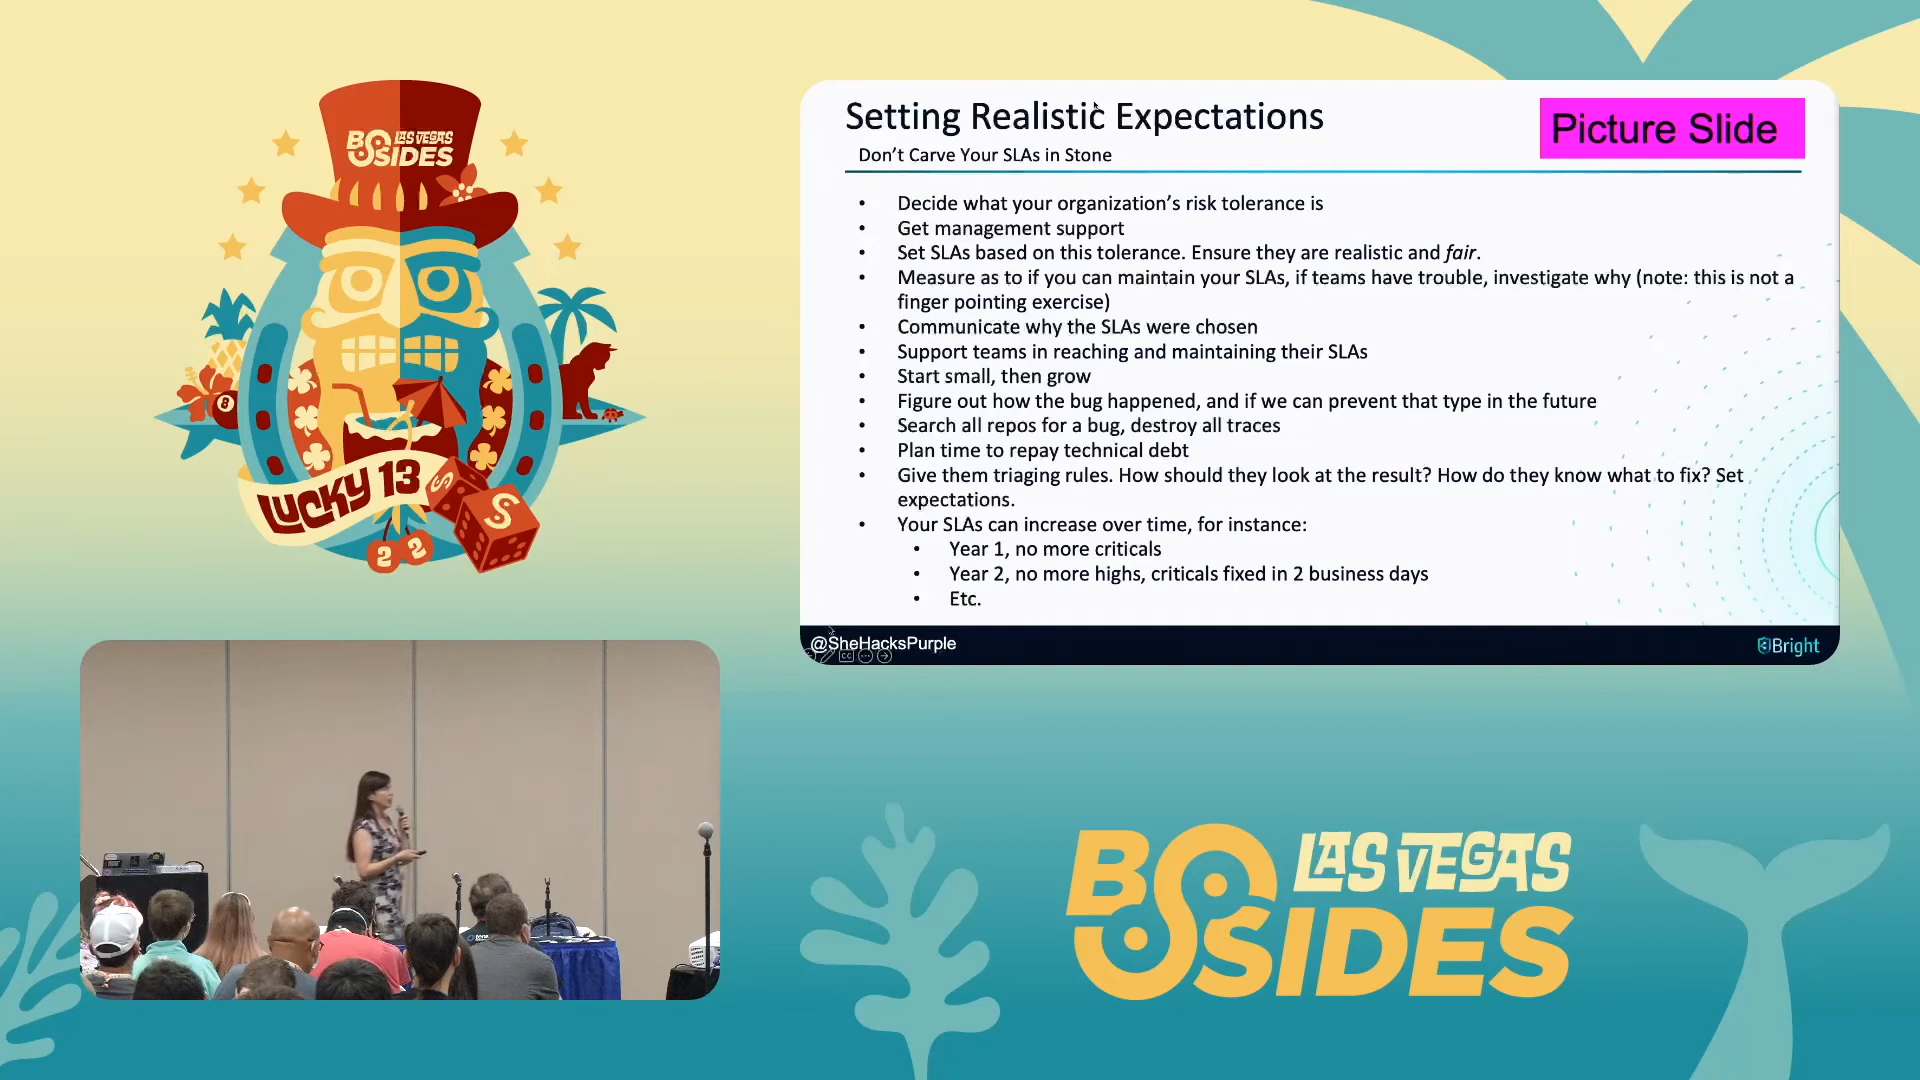 BSIDES LAS VEGAS
8
LUCKY 13
S
S
2 2
Setting Realistic Expectations
Picture Slide
Don't Carve Your SLAs in Stone
• Decide what your organization's risk tolerance is
• Get management support
• Set SLAs based on this tolerance. Ensure they are realistic and fair.
• Measure as to if you can maintain your SLAs, if teams have trouble, investigate why (note: this is not a
finger pointing exercise)
• Communicate why the SLAs were chosen
• Support teams in reaching and maintaining their SLAs
• Start small, then grow
• Figure out how the bug happened, and if we can prevent that type in the future
• Search all repos for a bug, destroy all traces
• Plan time to repay technical debt
• Give them triaging rules. How should they look at the result? How do they know what to fix? Set
expectations.
• Your SLAs can increase over time, for instance:
• Year 1, no more criticals
• Year 2, no more highs, criticals fixed in 2 business days
• Etc.
@SheHacksPurple
CC
Bright
BSIDES LAS VEGAS